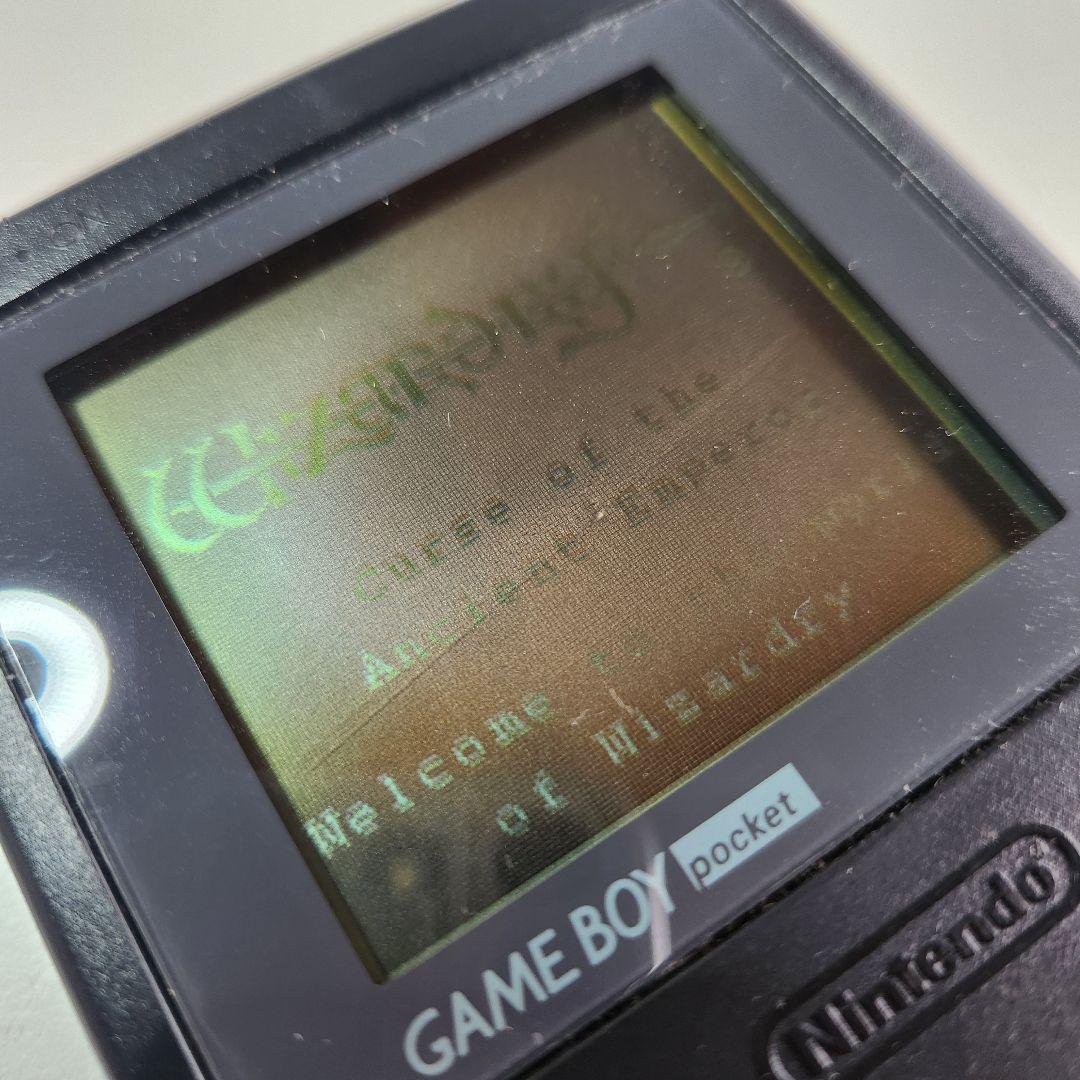 Wizardry
Curse of the
Ancient Emperor
Welcome to the world
of Wizardry
GAME BOY pocket
Nintendo